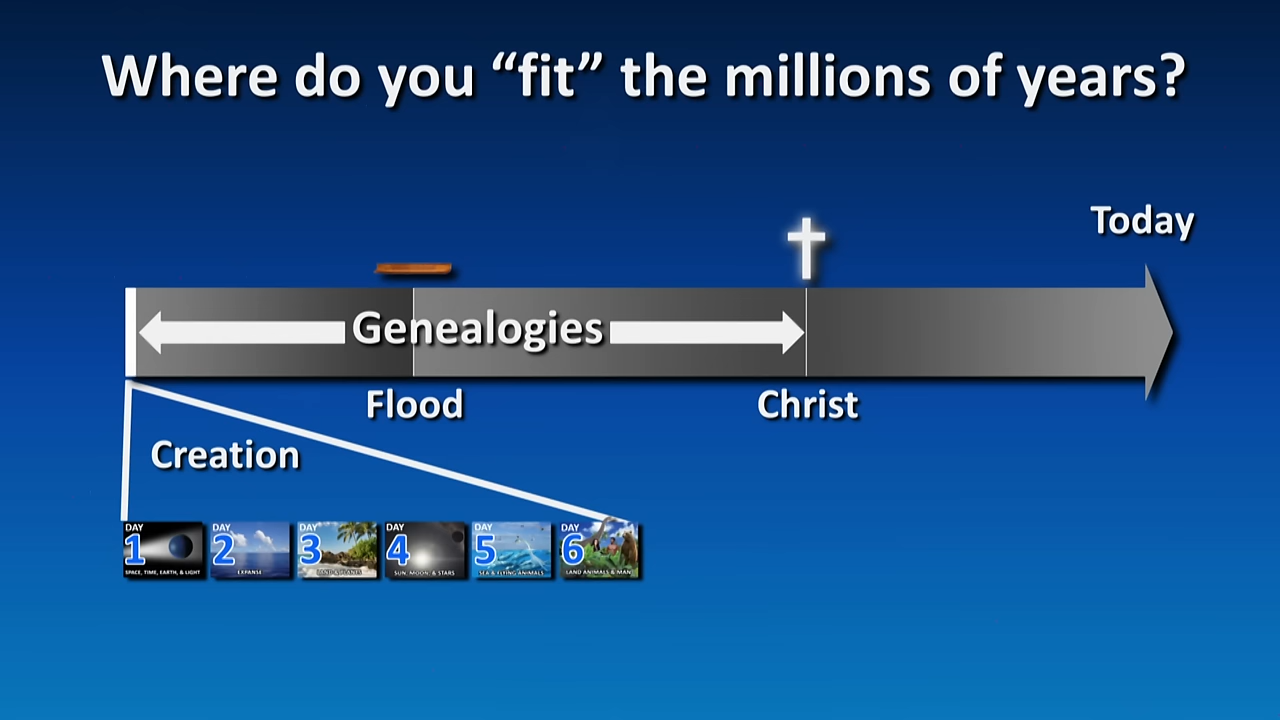 Where do you “fit” the millions of years?
Today
Genealogies
Flood
Christ
Creation
DAY
1
SPACE, TIME, EARTH, & LIGHT
DAY
2
EXPANSE
DAY
3
LAND & PLANTS
DAY
4
SUN, MOON, & STARS
DAY
5
SEA & FLYING ANIMALS
DAY
6
LAND ANIMALS & MAN